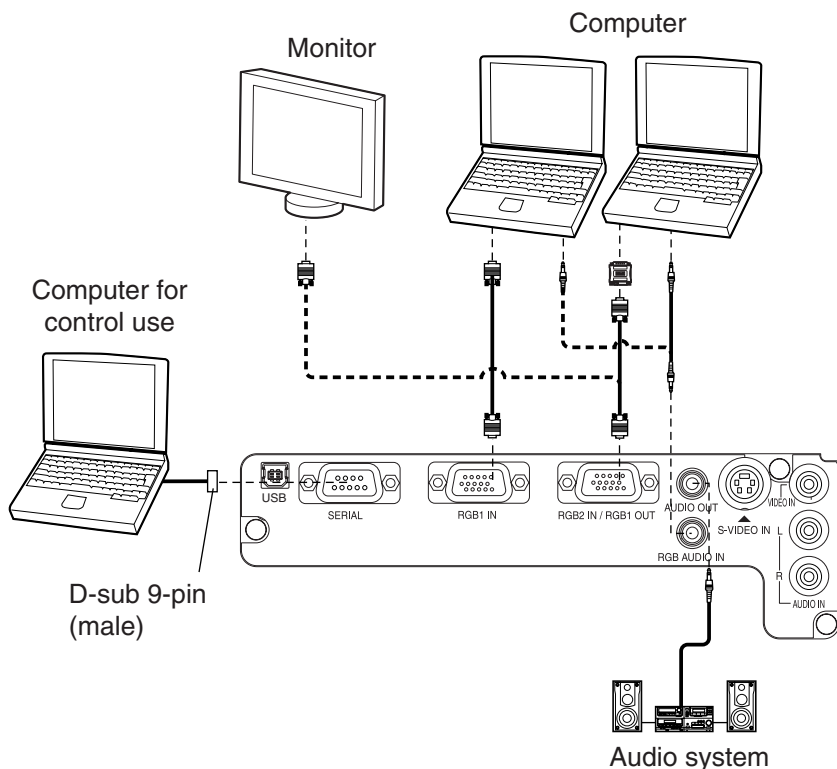 Computer
Monitor
Computer for
control use
USB
SERIAL
RGB1 IN
RGB2 IN / RGB1 OUT
AUDIO OUT
RGB AUDIO IN
S-VIDEO IN
VIDEO IN
L
R
AUDIO IN
D-sub 9-pin
(male)
Audio system